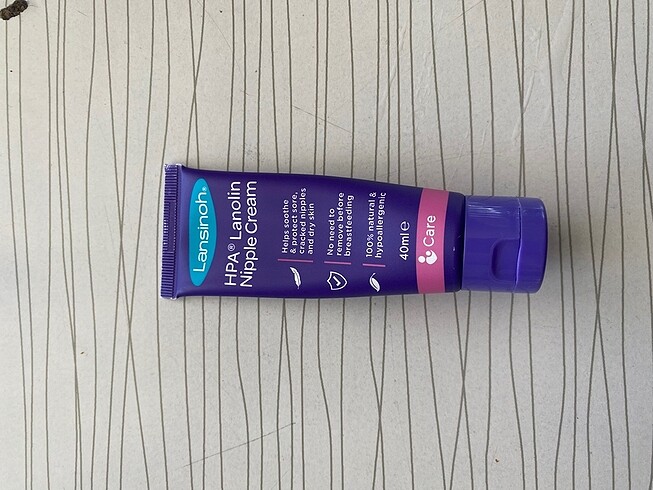 Lansinoh®
HPA® Lanolin
Nipple Cream
Helps soothe
& protect sore,
cracked nipples
and dry skin
No need to
remove before
breastfeeding
100% natural &
hypoallergenic
40ml ℮
Care